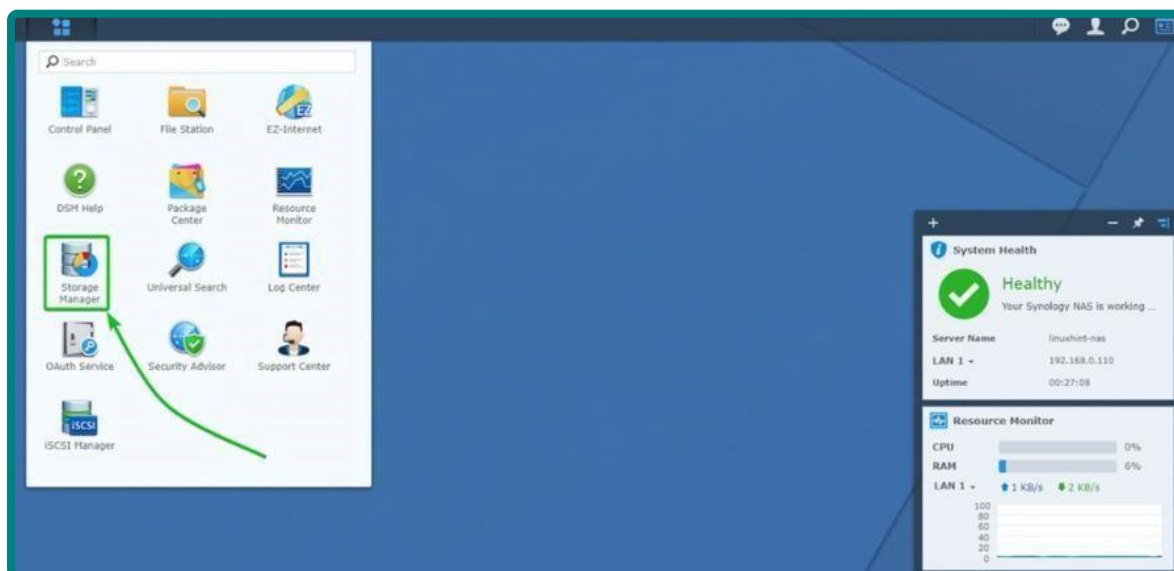 Search
Control Panel
File Station
EZ
EZ-Internet
?
DSM Help
Package
Center
Resource
Monitor
Storage
Manager
Universal Search
Log Center
OAuth Service
Security Advisor
Support Center
iSCSI
iSCSI Manager
+
System Health
Healthy
Your Synology NAS is working ...
Server Name linuxhint-nas
LAN 1 192.168.0.110
Uptime 00:27:08
Resource Monitor
CPU 0%
RAM 6%
LAN 1 1 KB/s 2 KB/s
100
80
60
40
20
0